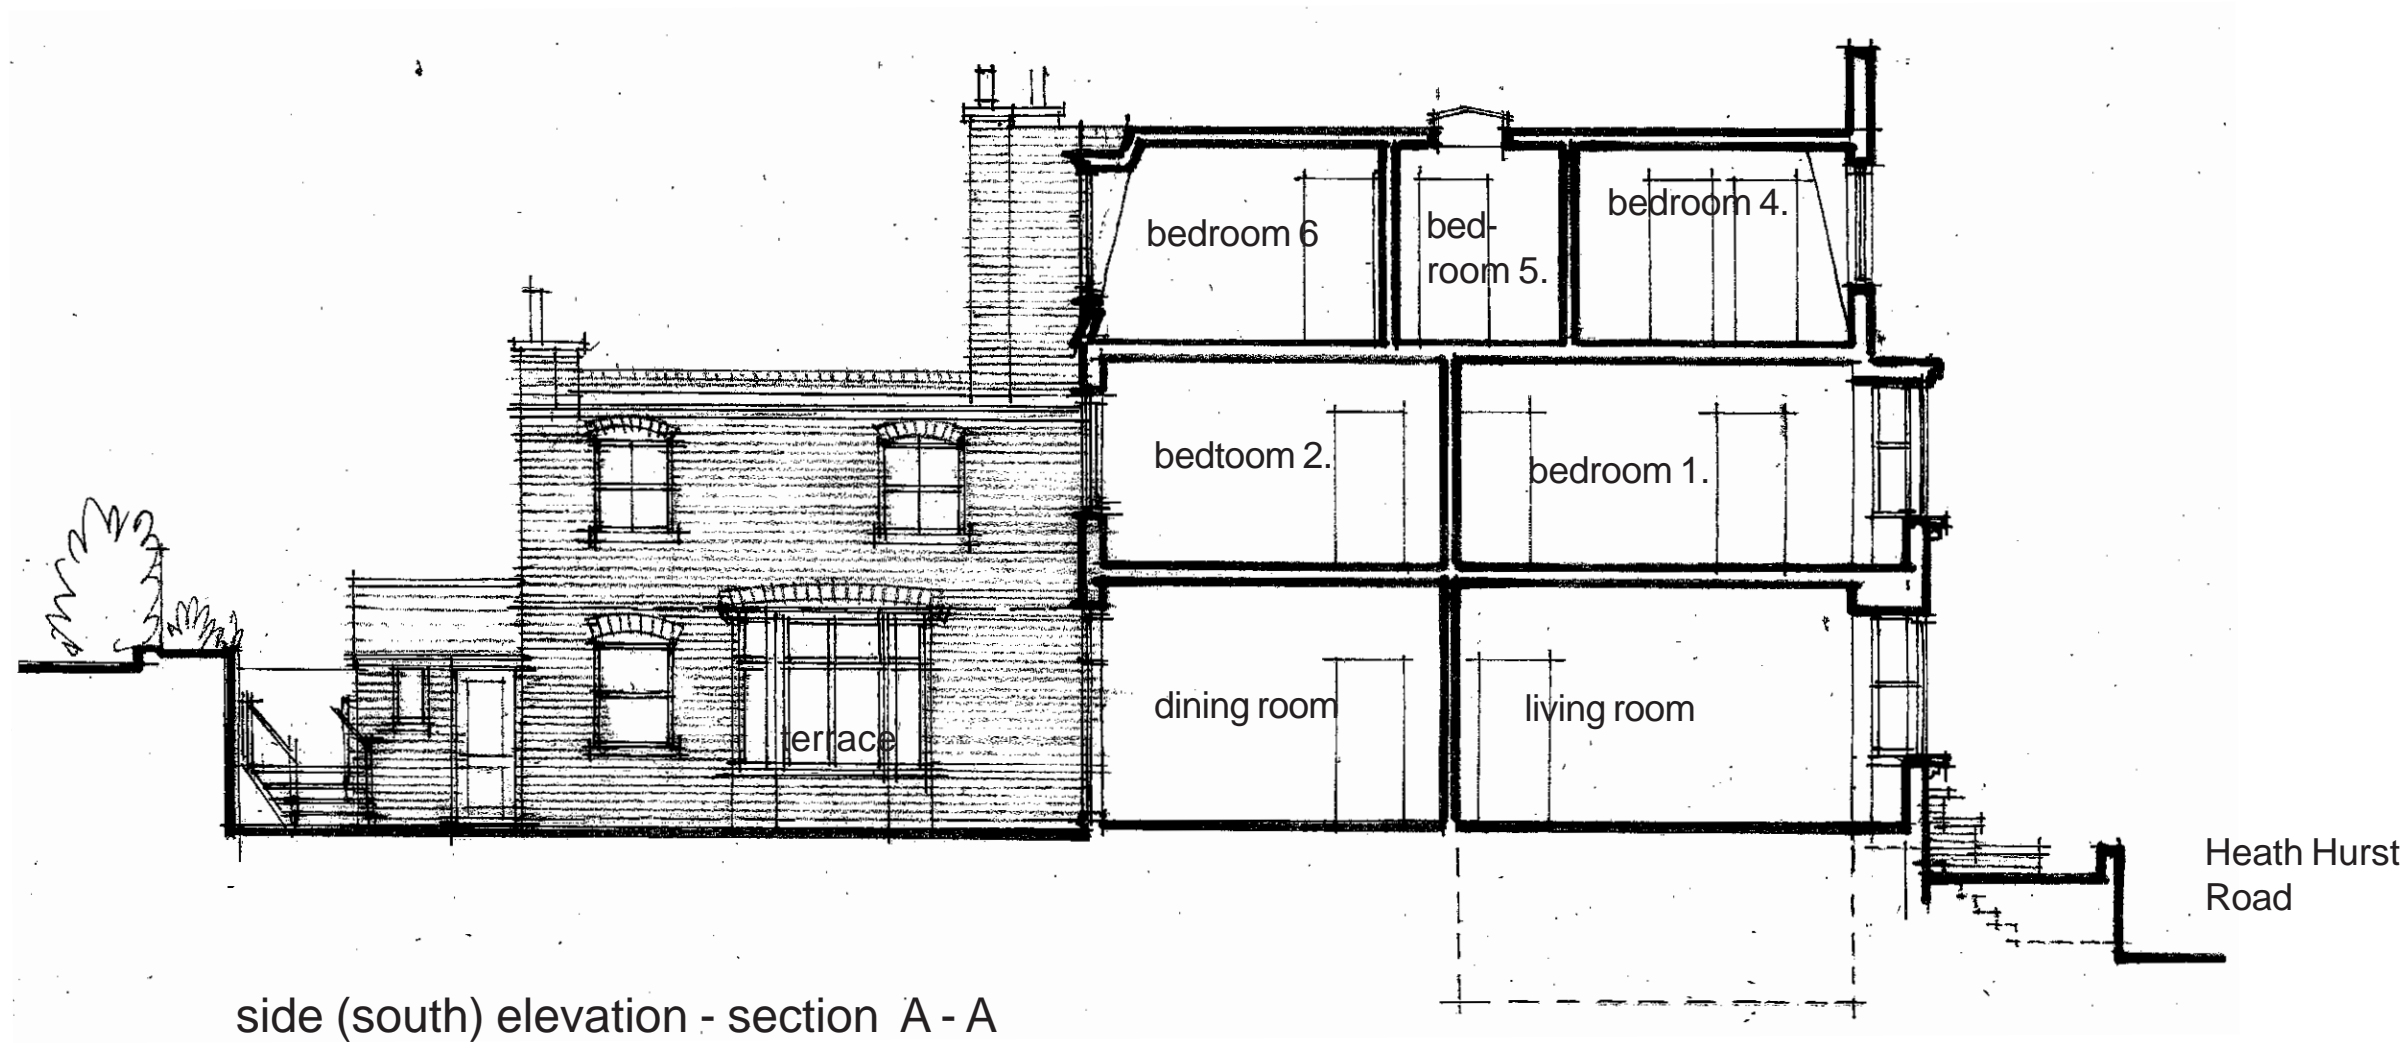 bedroom 6
bed-
room 5.
bedroom 4.
bedtoom 2.
bedroom 1.
dining room
living room
terrace
Heath Hurst
Road
side (south) elevation - section A - A